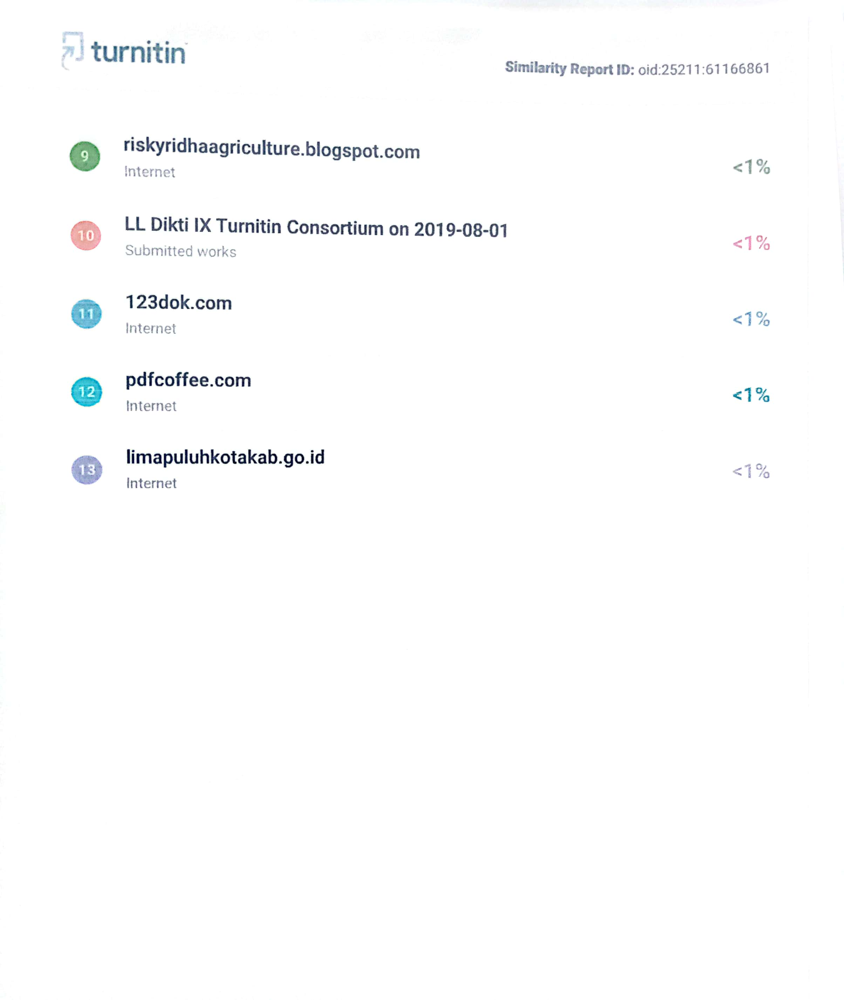 turnitin
Similarity Report ID: oid:25211:61166861
9
riskyridhaagriculture.blogspot.com
Internet
<1%
10
LL Dikti IX Turnitin Consortium on 2019-08-01
Submitted works
<1%
11
123dok.com
Internet
<1%
12
pdfcoffee.com
Internet
<1%
13
limapuluhkotakab.go.id
Internet
<1%